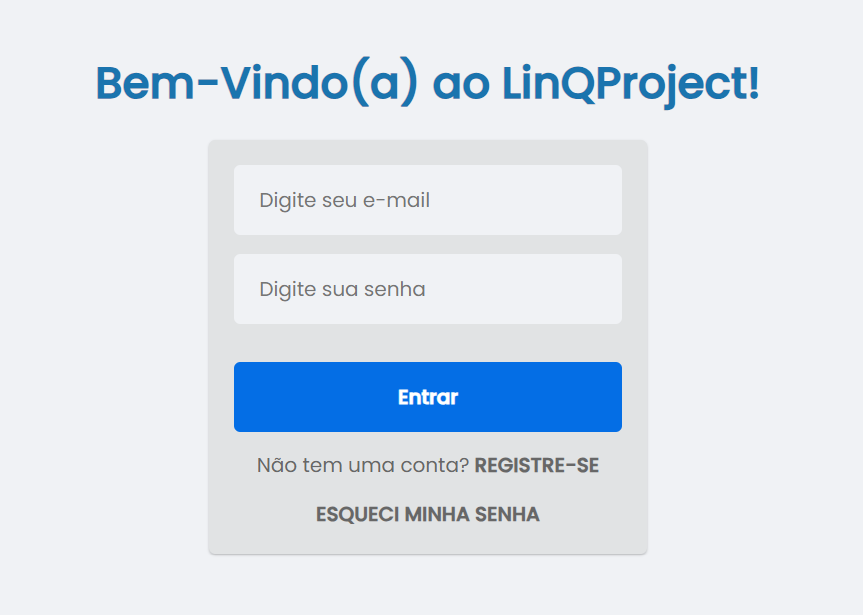 Bem-Vindo(a) ao LinQProject!
Digite seu e-mail
Digite sua senha
Entrar
Não tem uma conta? REGISTRE-SE
ESQUECI MINHA SENHA